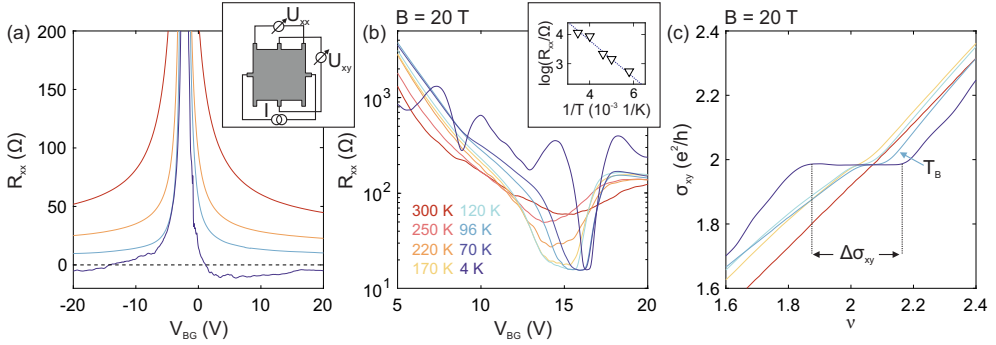 (a)
200
150
100
50
0
R_xx (Ω)
-20
-10
0
10
20
V_BG (V)
U_xx
U_xy
I
B = 20 T
(b)
10^3
10^2
10^1
R_xx (Ω)
5
10
15
20
V_BG (V)
300 K 120 K
250 K 96 K
220 K 70 K
170 K 4 K
log(R_xx/Ω)
4
3
4
6
1/T (10^-3 1/K)
B = 20 T
(c)
2.4
2.2
2.0
1.8
1.6
σ_xy (e^2/h)
T_B
Δσ_xy
1.6
1.8
2
2.2
2.4
ν